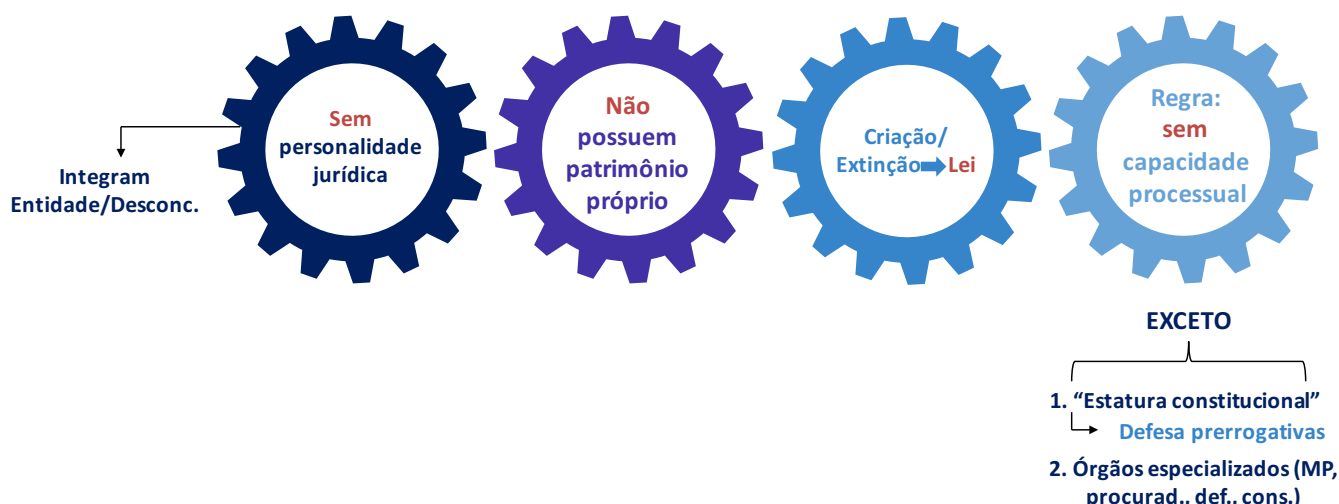 Sem
personalidade
jurídica
Integram
Entidade/Desconc.
Não
possuem
patrimônio
próprio
Criação/
Extinção Lei
Regra:
sem
capacidade
processual
EXCETO
1. “Estatura constitucional”
Defesa prerrogativas
2. Órgãos especializados (MP,
procurad., def., cons.)